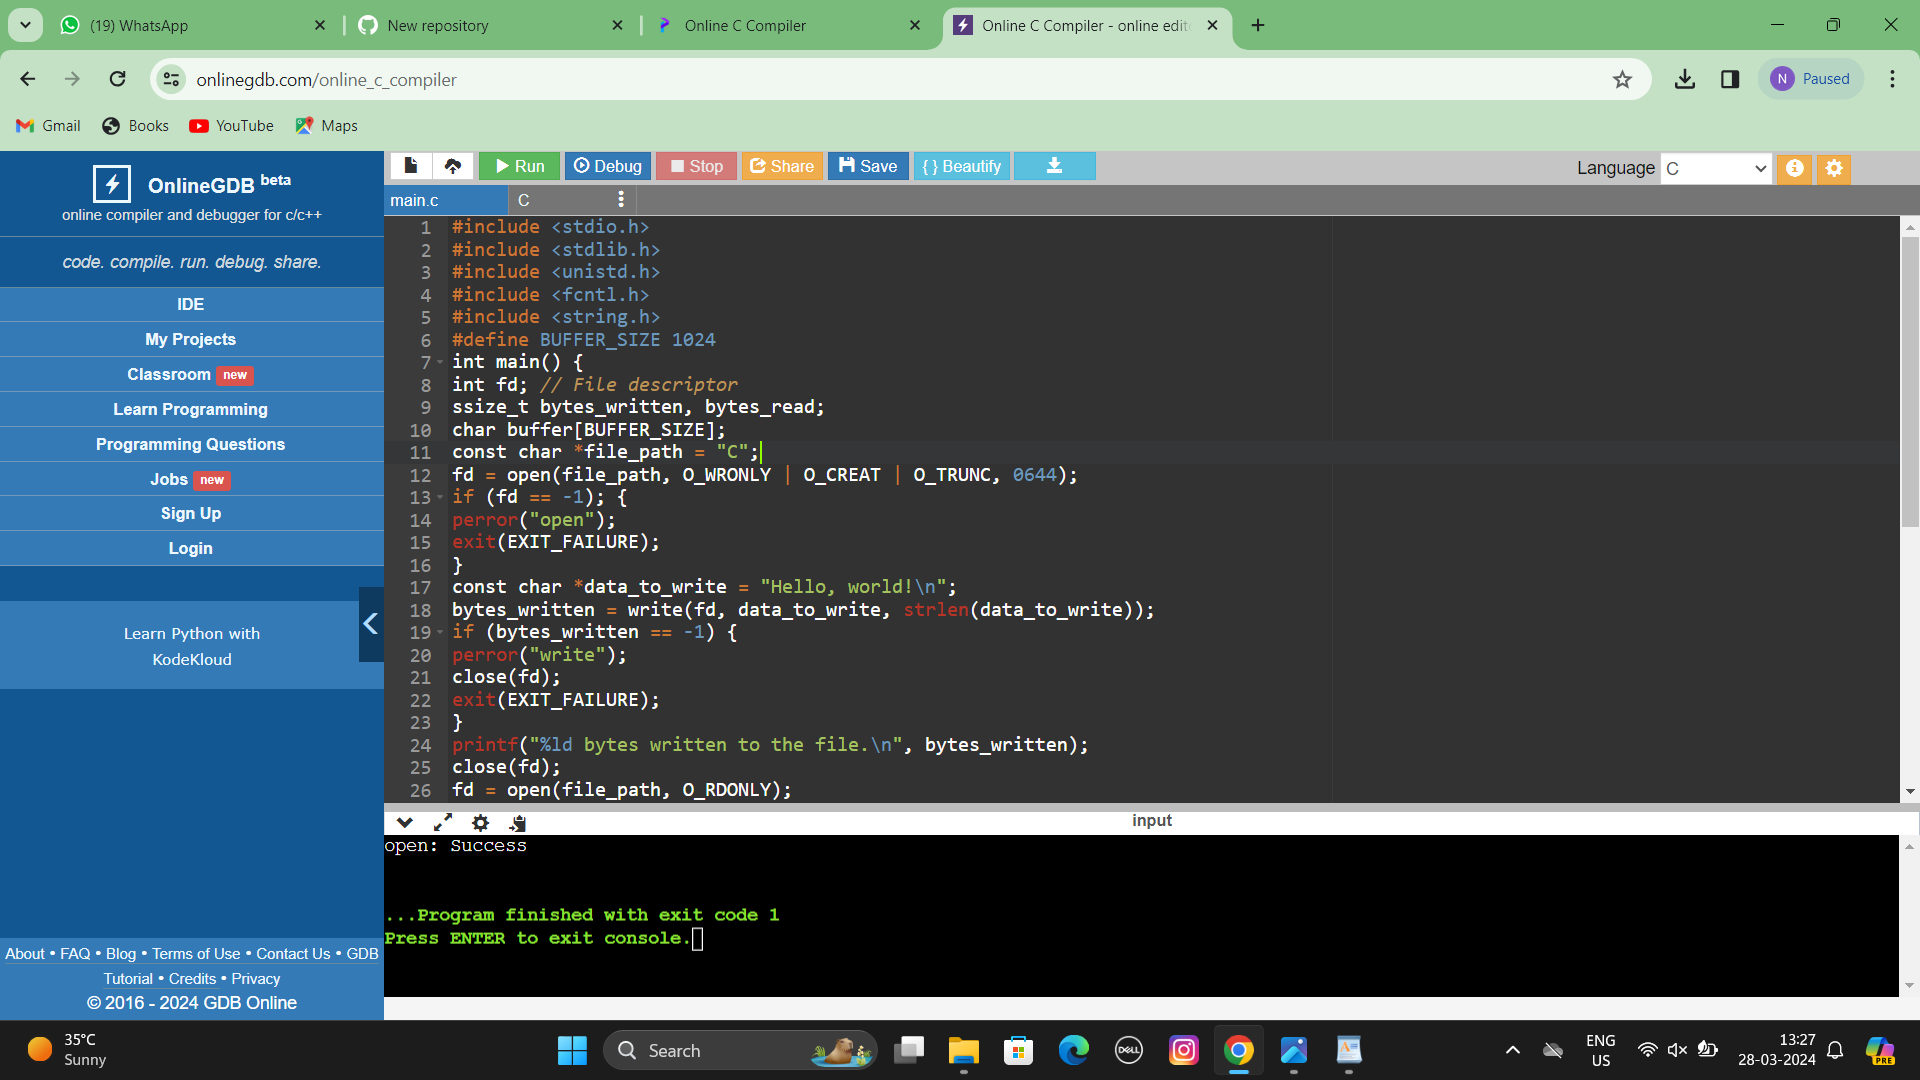 (19) WhatsApp
New repository
Online C Compiler
Online C Compiler - online edit
onlinegdb.com/online_c_compiler
N Paused
Gmail Books YouTube Maps
OnlineGDB beta
online compiler and debugger for c/c++
code. compile. run. debug. share.
IDE
My Projects
Classroom new
Learn Programming
Programming Questions
Jobs new
Sign Up
Login
Learn Python with
KodeKloud
About • FAQ • Blog • Terms of Use • Contact Us • GDB
Tutorial • Credits • Privacy
© 2016 - 2024 GDB Online
Run Debug Stop Share Save { } Beautify
Language C
main.c C
1 #include <stdio.h>
2 #include <stdlib.h>
3 #include <unistd.h>
4 #include <fcntl.h>
5 #include <string.h>
6 #define BUFFER_SIZE 1024
7 int main() {
8 int fd; // File descriptor
9 ssize_t bytes_written, bytes_read;
10 char buffer[BUFFER_SIZE];
11 const char *file_path = "C";
12 fd = open(file_path, O_WRONLY | O_CREAT | O_TRUNC, 0644);
13 if (fd == -1); {
14 perror("open");
15 exit(EXIT_FAILURE);
16 }
17 const char *data_to_write = "Hello, world!\n";
18 bytes_written = write(fd, data_to_write, strlen(data_to_write));
19 if (bytes_written == -1) {
20 perror("write");
21 close(fd);
22 exit(EXIT_FAILURE);
23 }
24 printf("%ld bytes written to the file.\n", bytes_written);
25 close(fd);
26 fd = open(file_path, O_RDONLY);
input
open: Success
...Program finished with exit code 1
Press ENTER to exit console.
35°C
Sunny
Search
DELL
ENG
US
13:27
28-03-2024
PRE